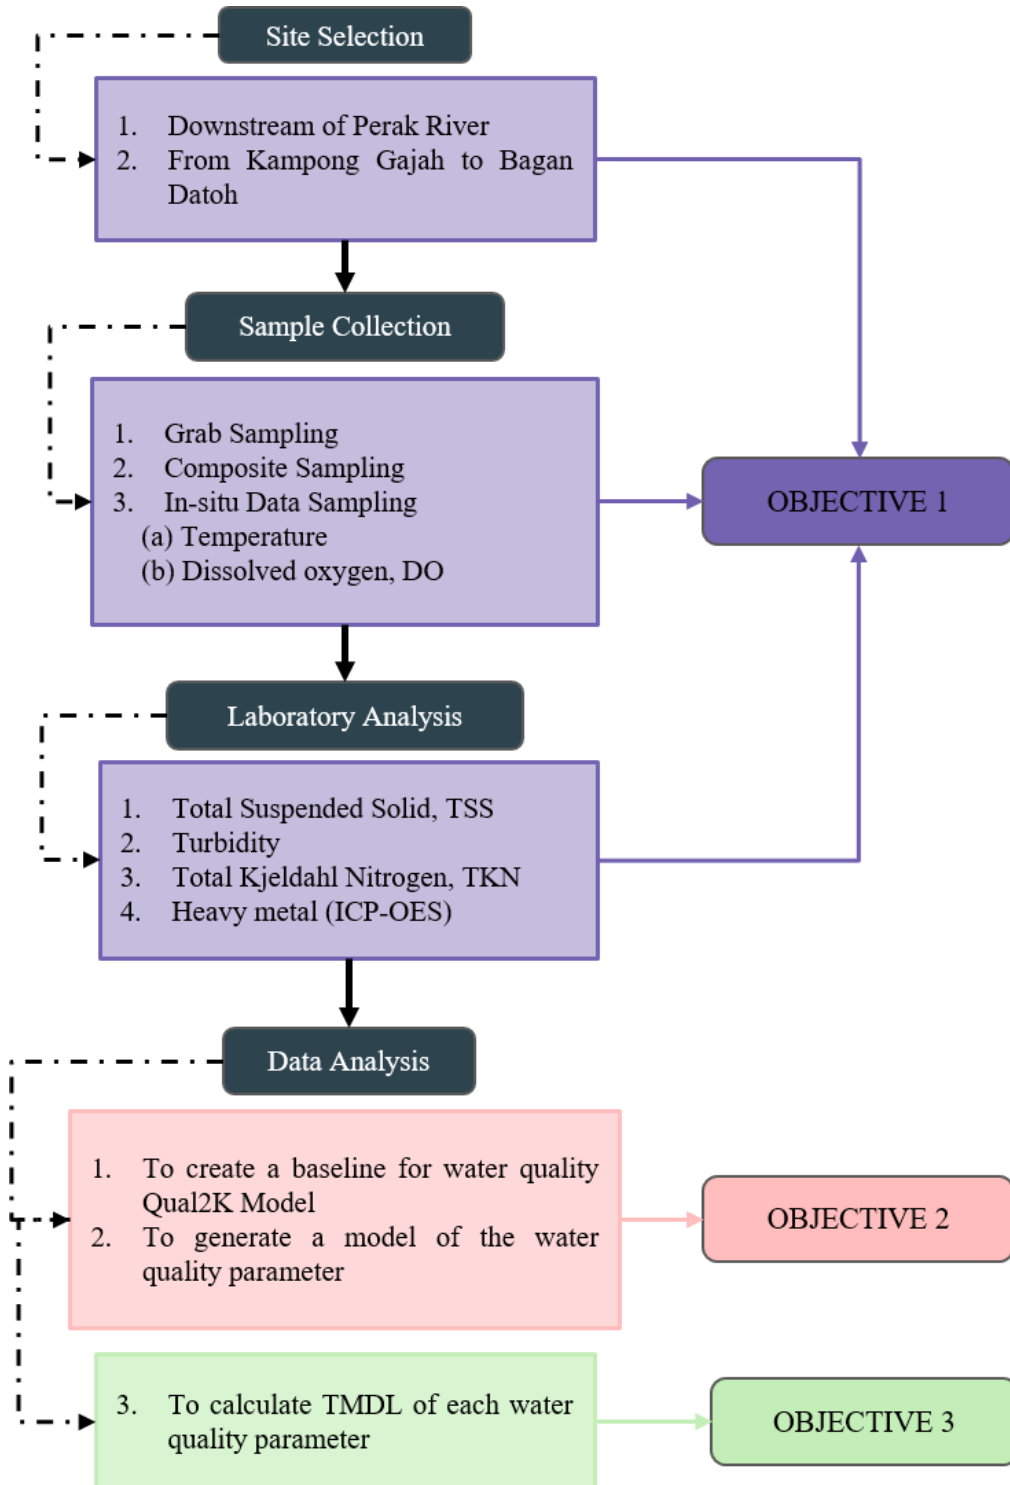 Site Selection
1. Downstream of Perak River
2. From Kampong Gajah to Bagan
Datoh
Sample Collection
1. Grab Sampling
2. Composite Sampling
3. In-situ Data Sampling
(a) Temperature
(b) Dissolved oxygen, DO
OBJECTIVE 1
Laboratory Analysis
1. Total Suspended Solid, TSS
2. Turbidity
3. Total Kjeldahl Nitrogen, TKN
4. Heavy metal (ICP-OES)
Data Analysis
1. To create a baseline for water quality
Qual2K Model
2. To generate a model of the water
quality parameter
OBJECTIVE 2
3. To calculate TMDL of each water
quality parameter
OBJECTIVE 3